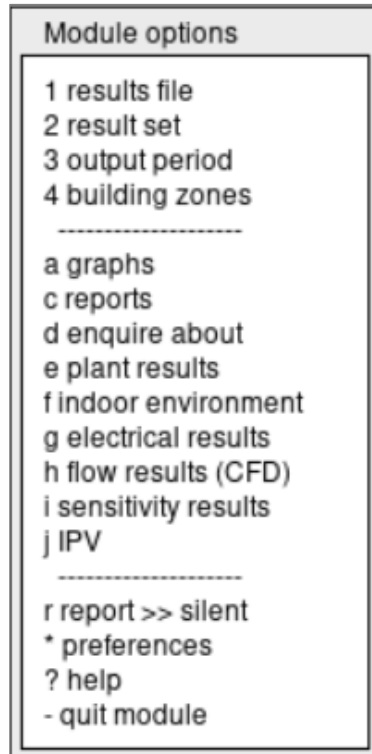 Module options
1 results file
2 result set
3 output period
4 building zones
--------------------
a graphs
c reports
d enquire about
e plant results
f indoor environment
g electrical results
h flow results (CFD)
i sensitivity results
j IPV
--------------------
r report >> silent
* preferences
? help
- quit module